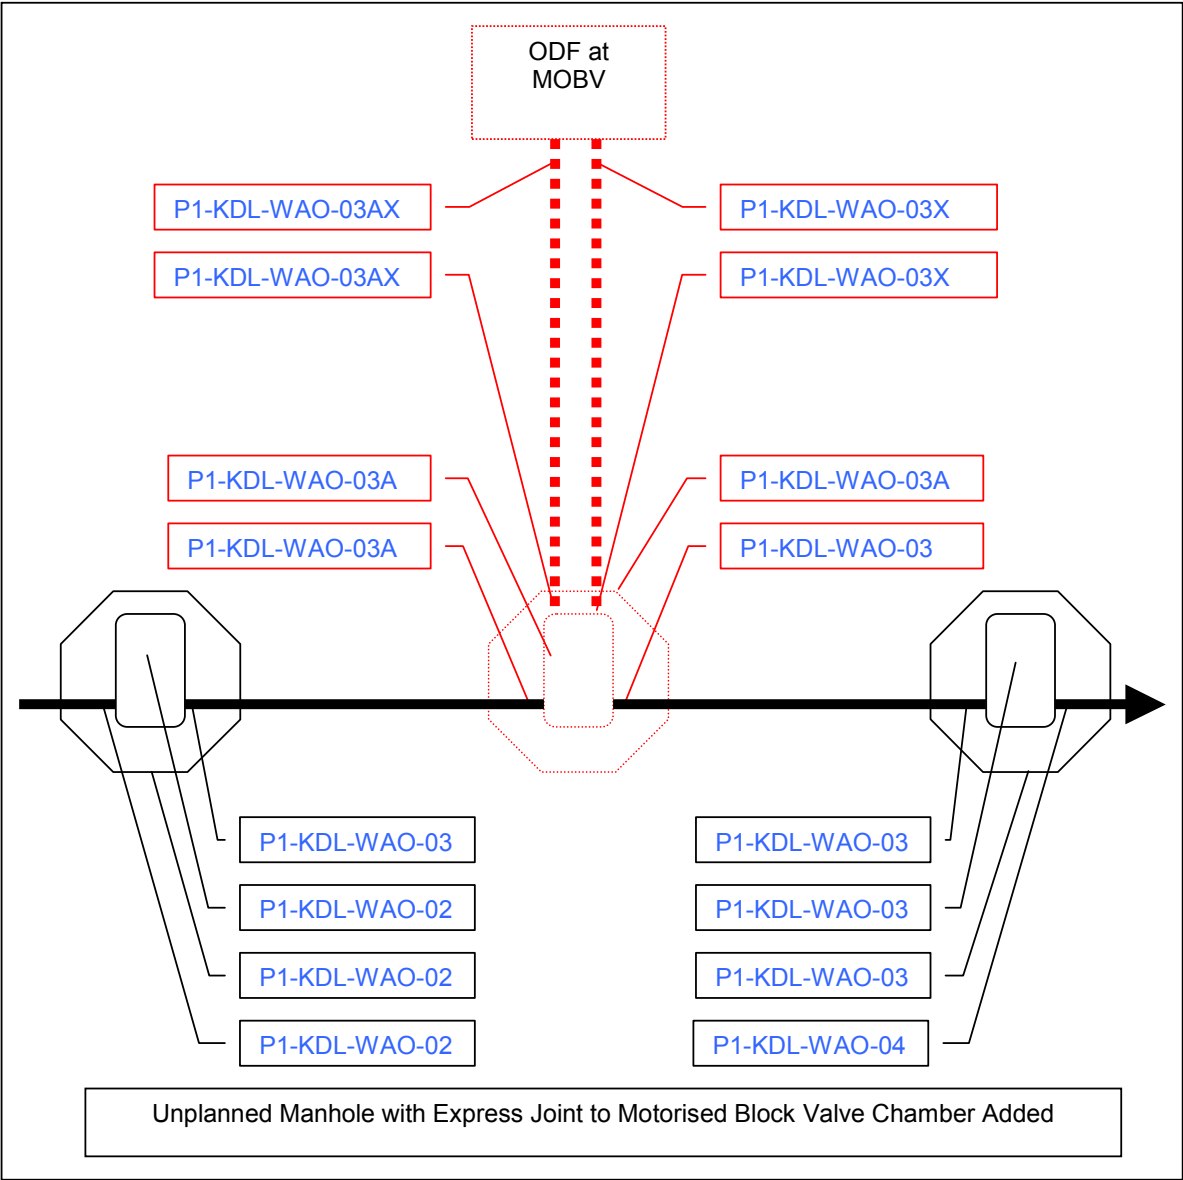 ODF at
MOBV
P1-KDL-WAO-03AX
P1-KDL-WAO-03X
P1-KDL-WAO-03AX
P1-KDL-WAO-03X
P1-KDL-WAO-03A
P1-KDL-WAO-03A
P1-KDL-WAO-03A
P1-KDL-WAO-03
P1-KDL-WAO-03
P1-KDL-WAO-03
P1-KDL-WAO-02
P1-KDL-WAO-03
P1-KDL-WAO-02
P1-KDL-WAO-03
P1-KDL-WAO-02
P1-KDL-WAO-04
Unplanned Manhole with Express Joint to Motorised Block Valve Chamber Added